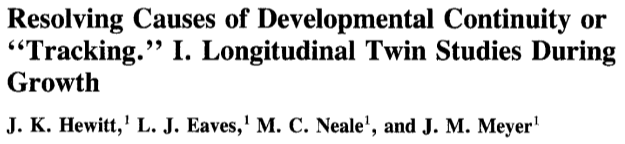 Resolving Causes of Developmental Continuity or
“Tracking.” I. Longitudinal Twin Studies During
Growth
J. K. Hewitt,¹ L. J. Eaves,¹ M. C. Neale¹, and J. M. Meyer¹